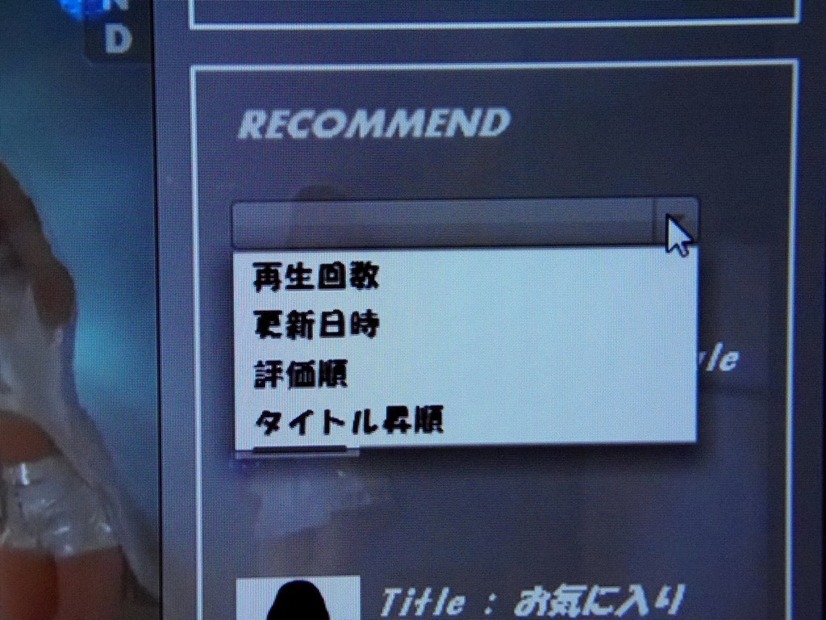 N
D
RECOMMEND
再生回数
更新日時
評価順
タイトル昇順
Title : お気に入り